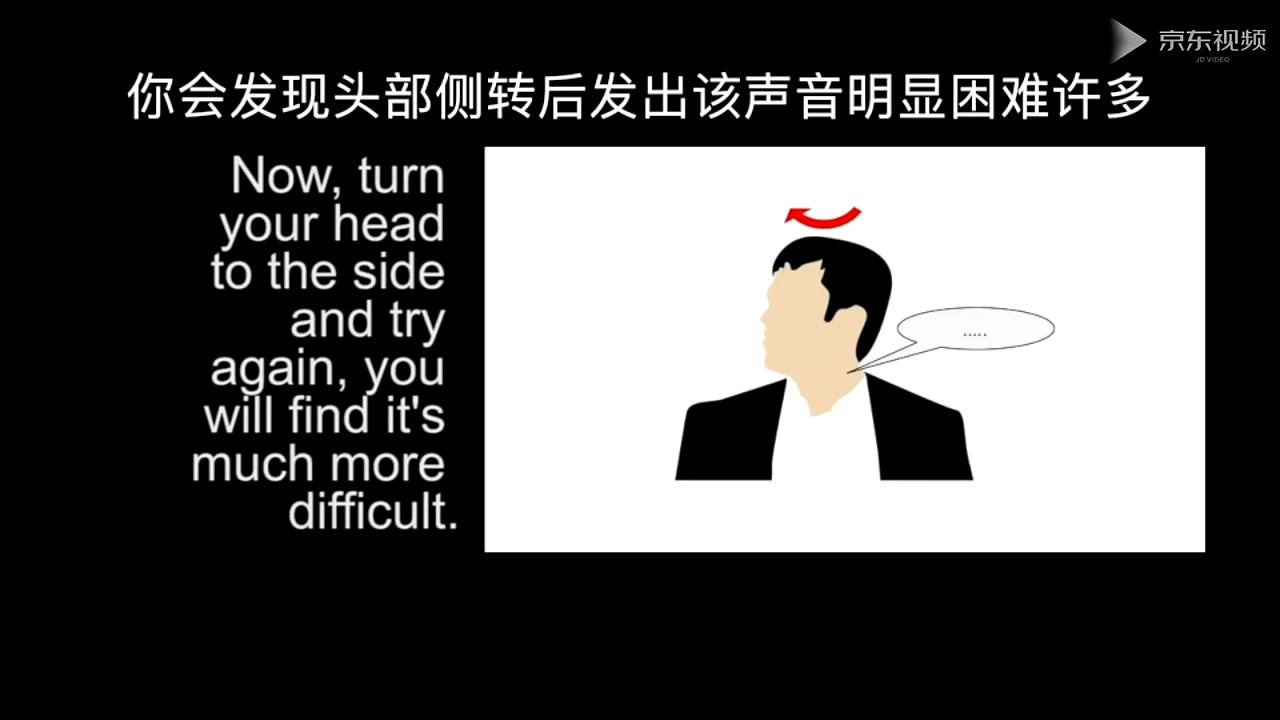 京东视频
JD VIDEO
你会发现头部侧转后发出该声音明显困难许多
Now, turn
your head
to the side
and try
again, you
will find it's
much more
difficult.
.....